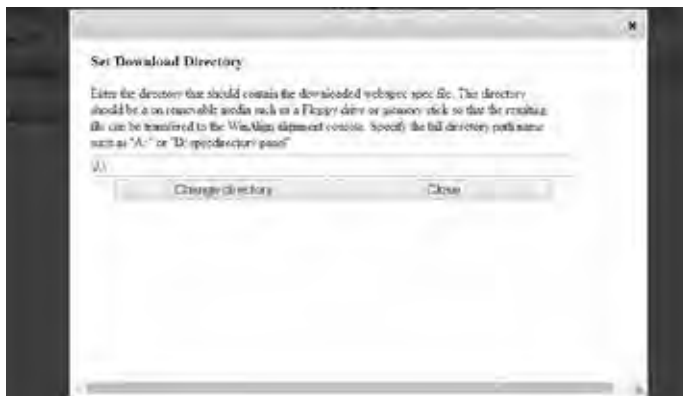 Set Download Directory
Enter the directory that should contain the downloaded webspec spec file. This directory
should be a on removable media such as a Floppy drive or memory stick so that the resulting
file can be transferred to the WinAlign alignment console. Specify the full directory path name
such as "A:" or "D:\specdirectory\
A:\
Change directory
Close